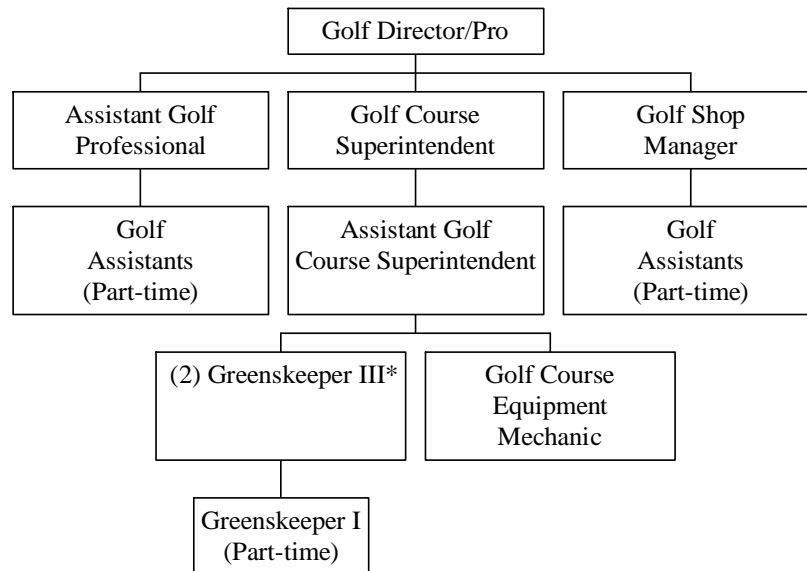 Golf Director/Pro
Assistant Golf
Professional
Golf Course
Superintendent
Golf Shop
Manager
Golf
Assistants
(Part-time)
Assistant Golf
Course Superintendent
Golf
Assistants
(Part-time)
(2) Greenskeeper III*
Golf Course
Equipment
Mechanic
Greenskeeper I
(Part-time)